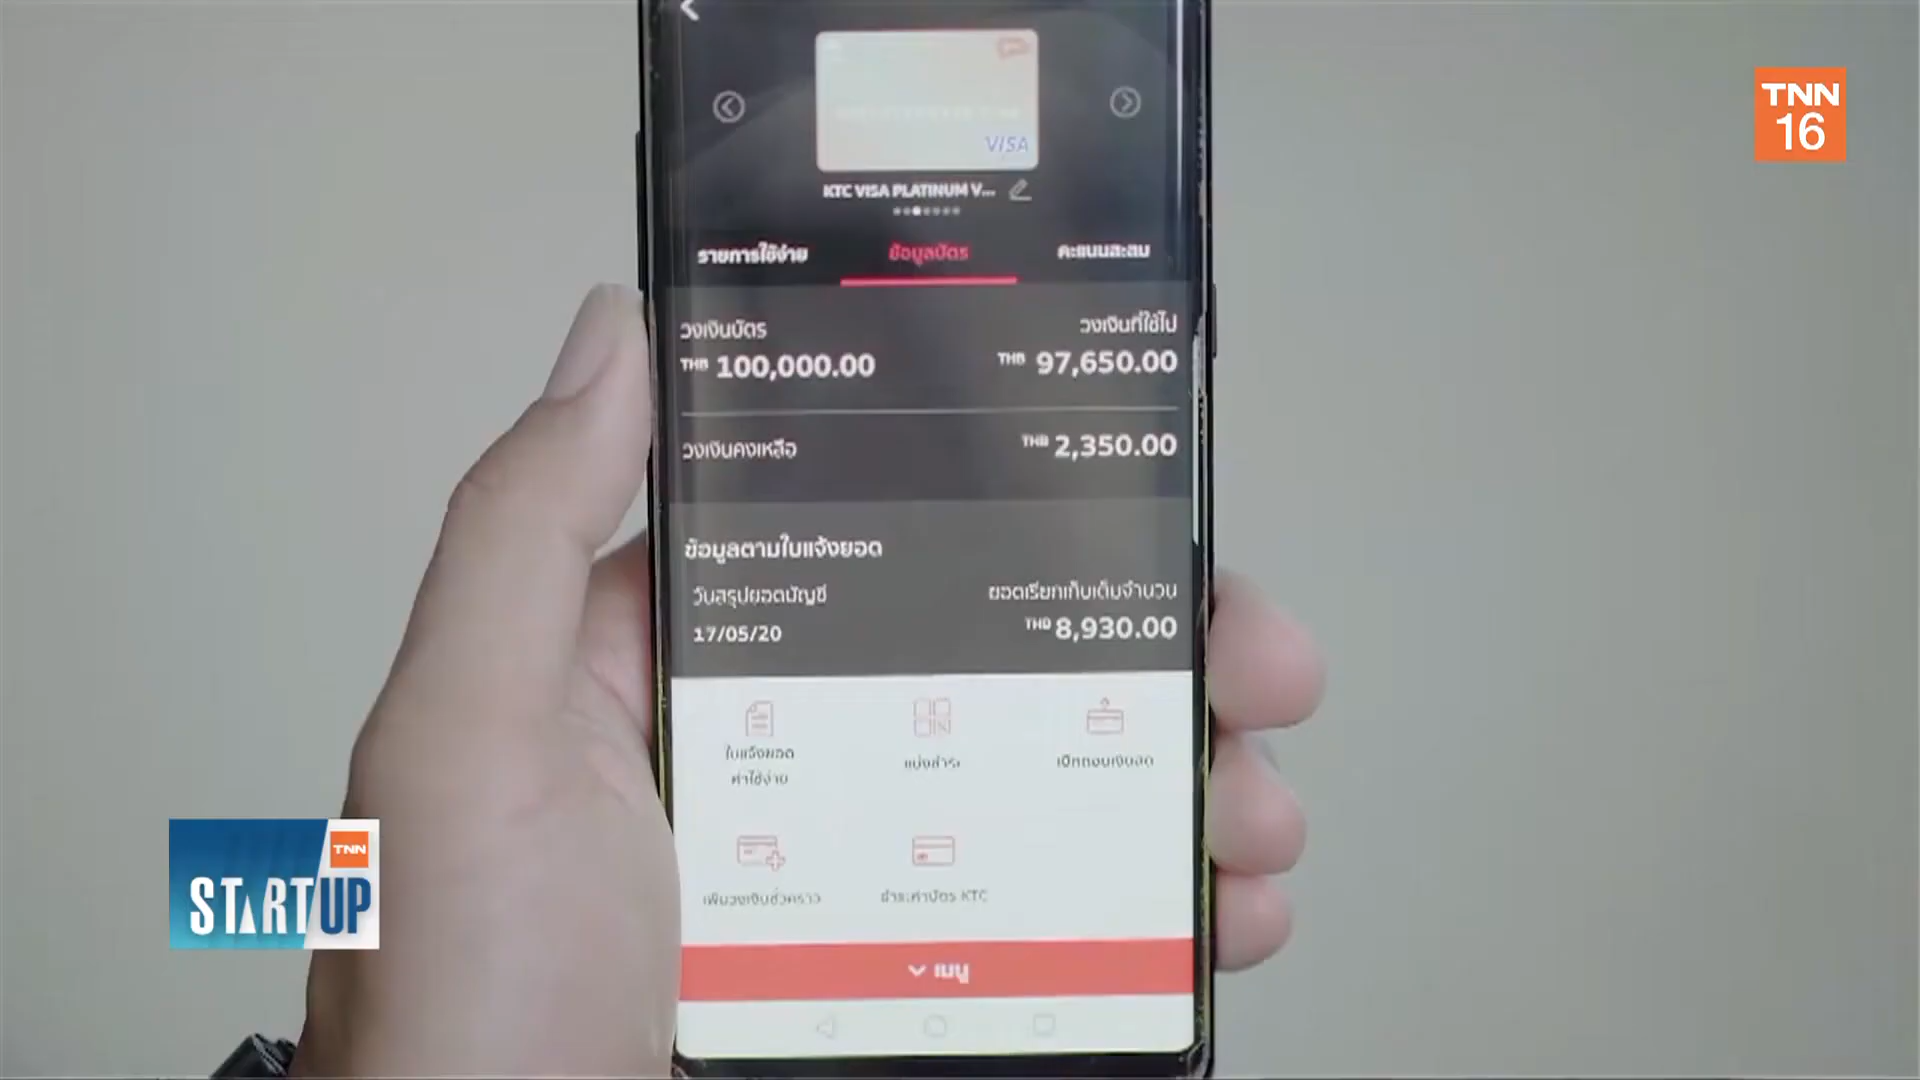 TNN
16
VISA
KTC VISA PLATINUM V...
รายการใช้จ่าย
ข้อมูลบัตร
คะแนนสะสม
วงเงินบัตร
วงเงินที่ใช้ไป
THB 100,000.00
THB 97,650.00
วงเงินคงเหลือ
THB 2,350.00
ข้อมูลตามใบแจ้งยอด
วันสรุปยอดบัญชี
ยอดเรียกเก็บเต็มจำนวน
17/05/20
THB 8,930.00
ใบแจ้งยอด
ค่าใช้จ่าย
แบ่งชำระ
เบิกถอนเงินสด
เพิ่มวงเงินชั่วคราว
ชำระค่าบัตร KTC
เมนู
TNN
STARTUP